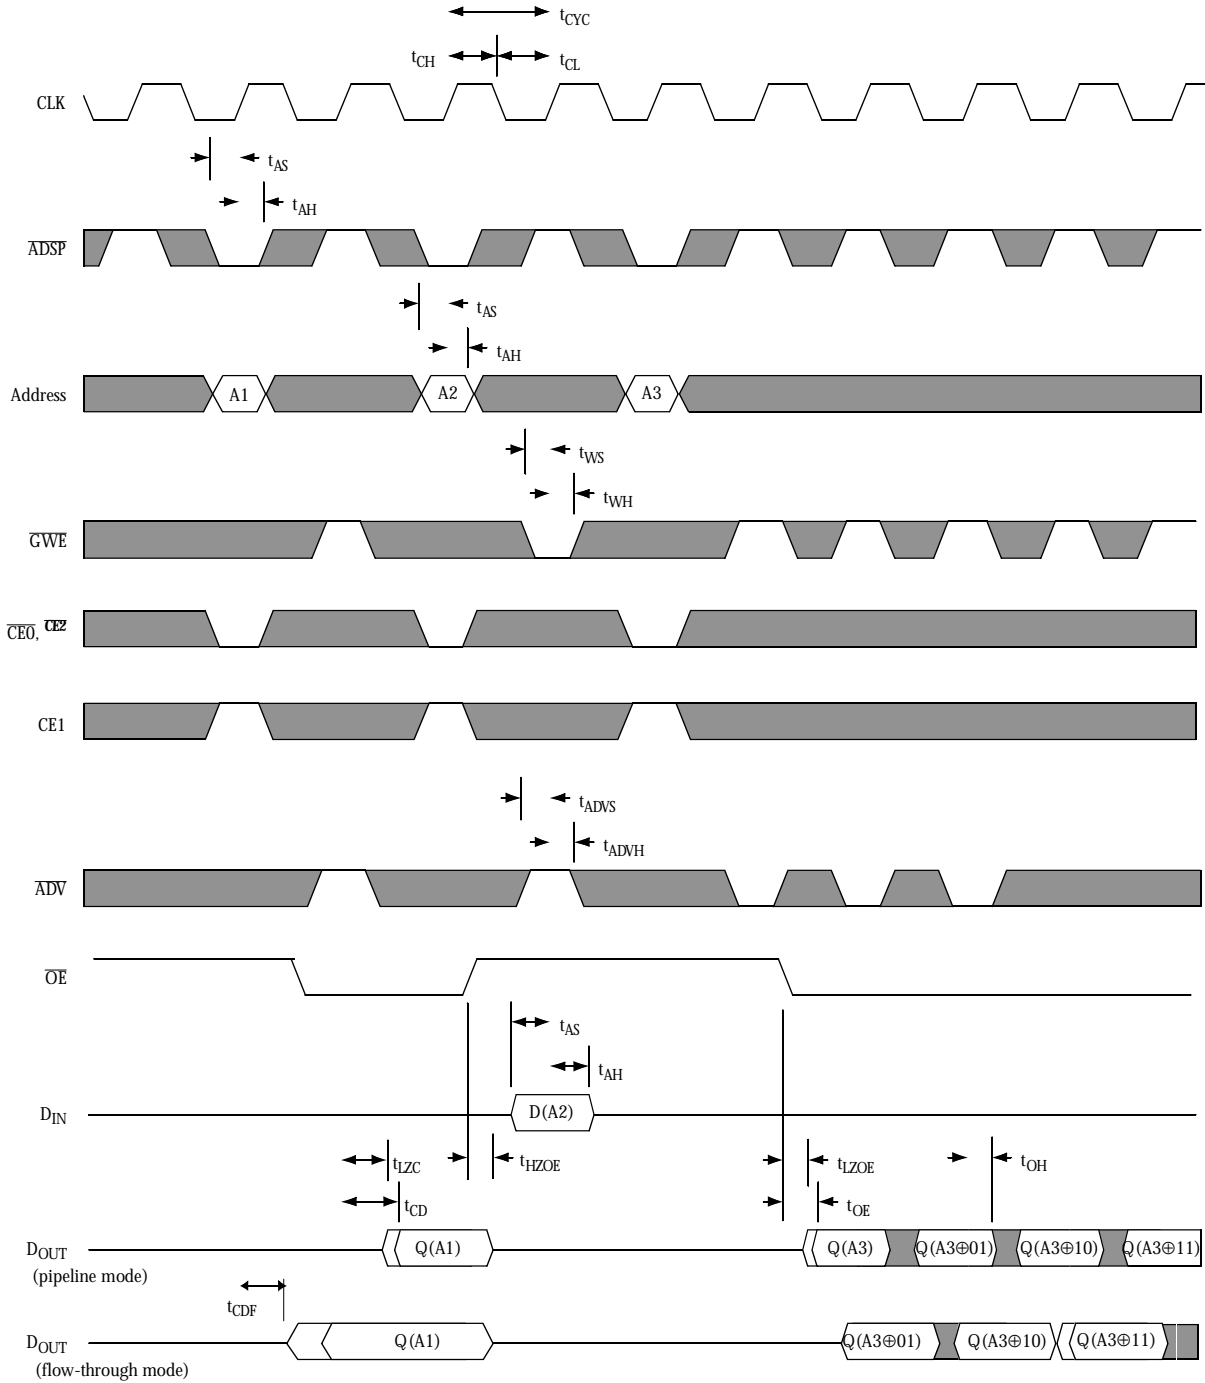 tCYC
tCH tCL
CLK
tAS
tAH
ADSP
tAS
tAH
Address A1 A2 A3
tWS
tWH
GWE
CE0, CE2
CE1
tADVS
tADVH
ADV
OE
tAS
tAH
DIN D(A2)
tLZC tHZOE tLZOE tOH
tCD tOE
DOUT Q(A1) Q(A3) Q(A3⊕01) Q(A3⊕10) Q(A3⊕11)
(pipeline mode)
tCDF
DOUT Q(A1) Q(A3⊕01) Q(A3⊕10) Q(A3⊕11)
(flow-through mode)